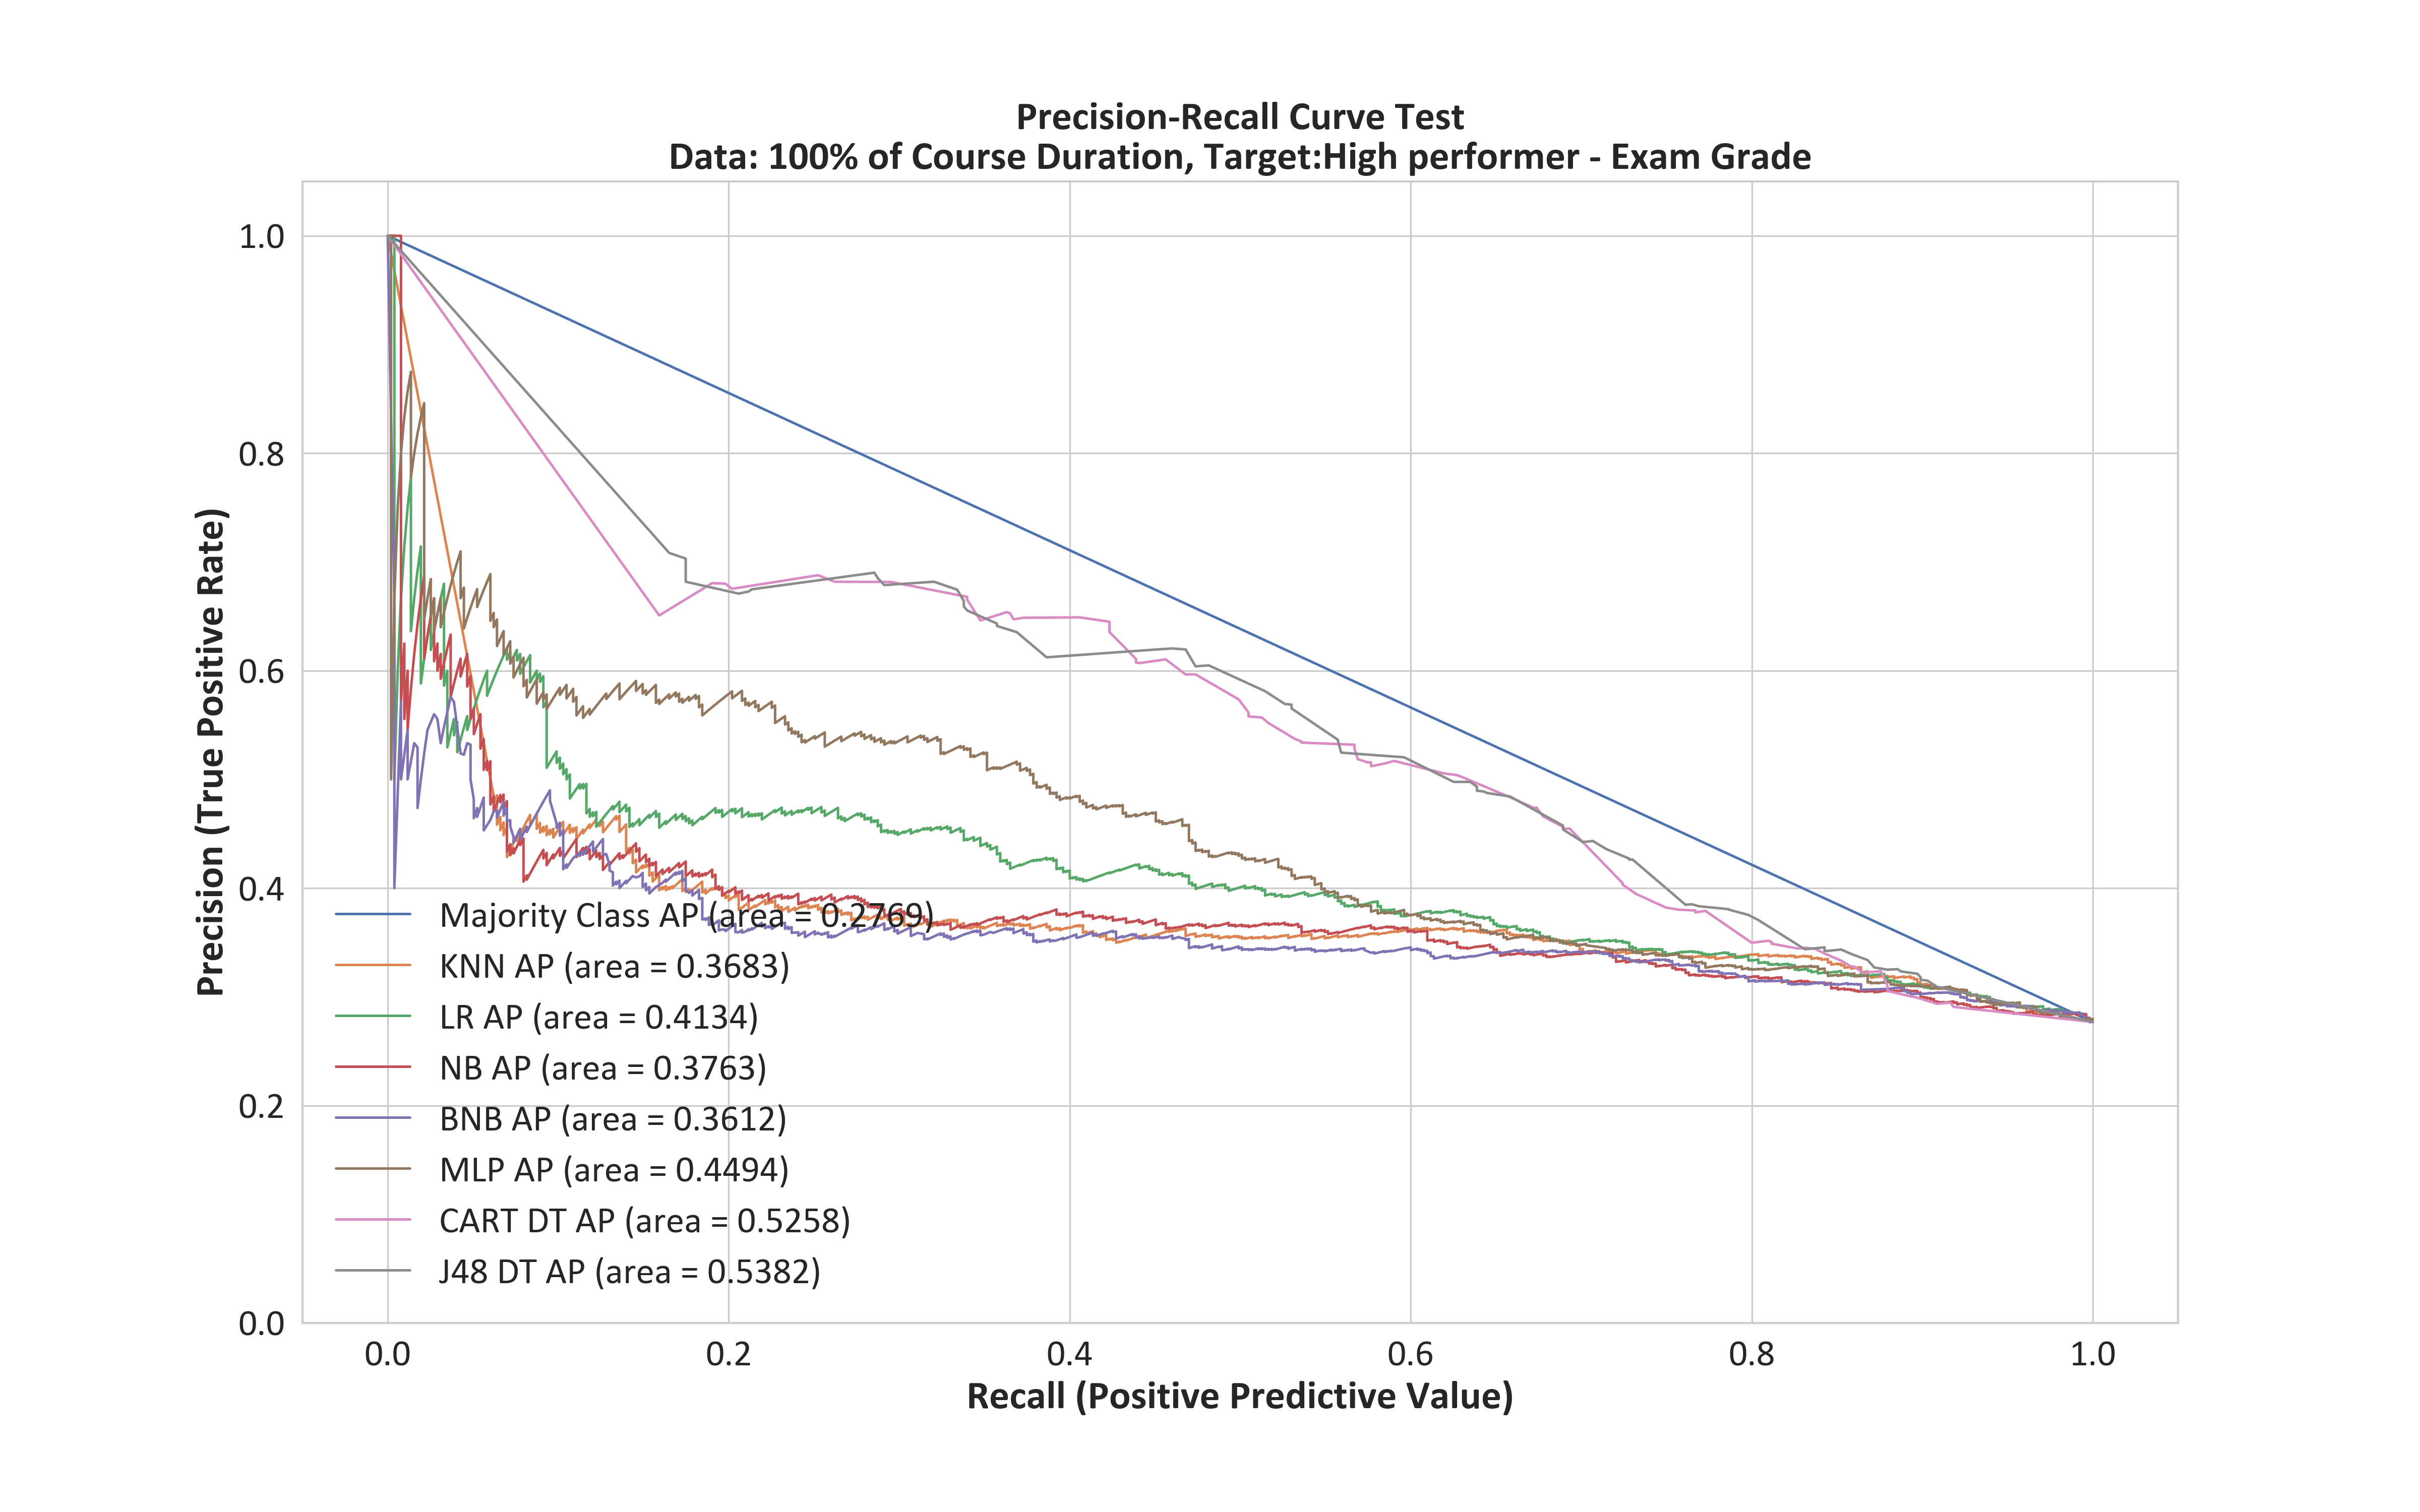 Precision-Recall Curve Test
Data: 100% of Course Duration, Target:High performer - Exam Grade
Precision (True Positive Rate)
1.0
0.8
0.6
0.4
0.2
0.0
Majority Class AP (area = 0.2769)
KNN AP (area = 0.3683)
LR AP (area = 0.4134)
NB AP (area = 0.3763)
BNB AP (area = 0.3612)
MLP AP (area = 0.4494)
CART DT AP (area = 0.5258)
J48 DT AP (area = 0.5382)
0.0 0.2 0.4 0.6 0.8 1.0
Recall (Positive Predictive Value)